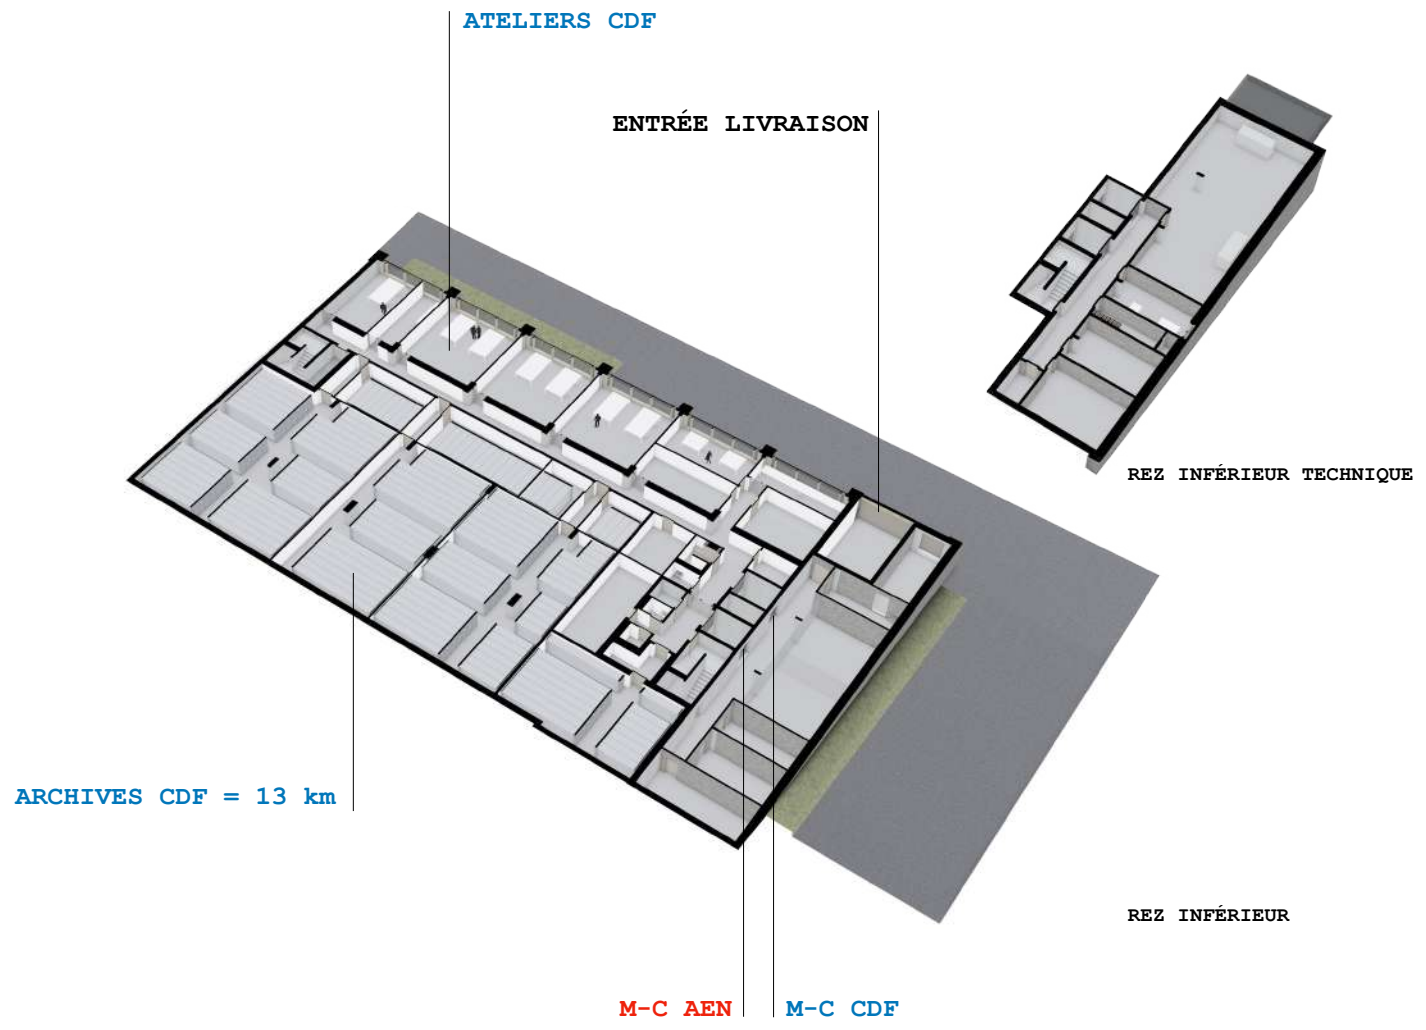 ATELIERS CDF
ENTRÉE LIVRAISON
REZ INFÉRIEUR TECHNIQUE
ARCHIVES CDF = 13 km
REZ INFÉRIEUR
M-C AEN
M-C CDF